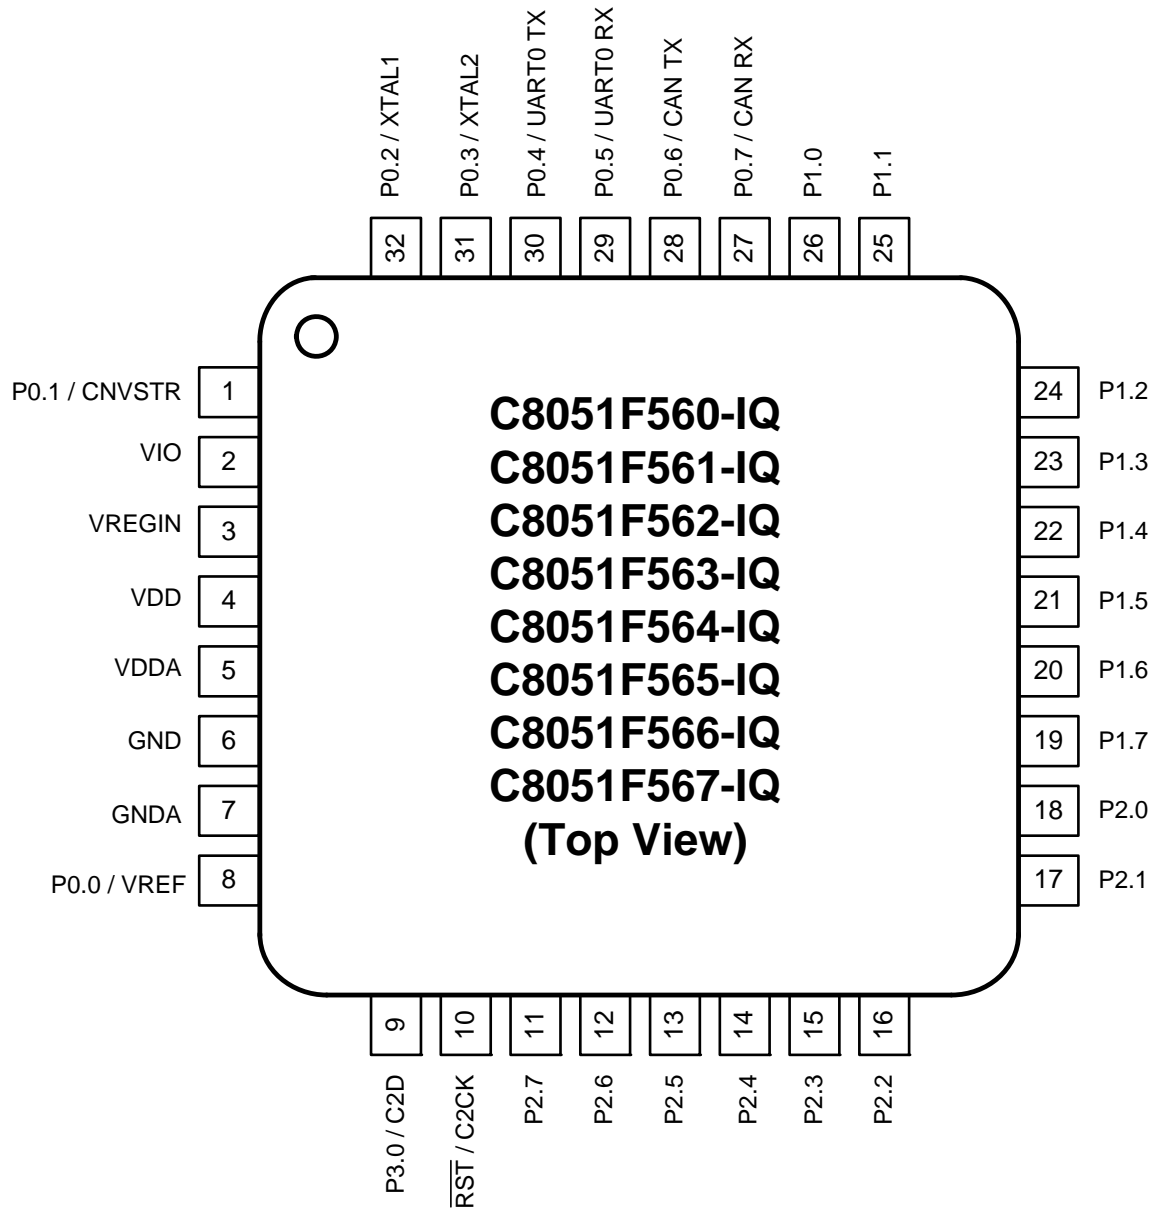 P0.2 / XTAL1
P0.3 / XTAL2
P0.4 / UART0 TX
P0.5 / UART0 RX
P0.6 / CAN TX
P0.7 / CAN RX
P1.0
P1.1
32
31
30
29
28
27
26
25
P0.1 / CNVSTR
1
VIO
2
VREGIN
3
VDD
4
VDDA
5
GND
6
GNDA
7
P0.0 / VREF
8
C8051F560-IQ
C8051F561-IQ
C8051F562-IQ
C8051F563-IQ
C8051F564-IQ
C8051F565-IQ
C8051F566-IQ
C8051F567-IQ
(Top View)
24
P1.2
23
P1.3
22
P1.4
21
P1.5
20
P1.6
19
P1.7
18
P2.0
17
P2.1
9
10
11
12
13
14
15
16
P3.0 / C2D
RST / C2CK
P2.7
P2.6
P2.5
P2.4
P2.3
P2.2